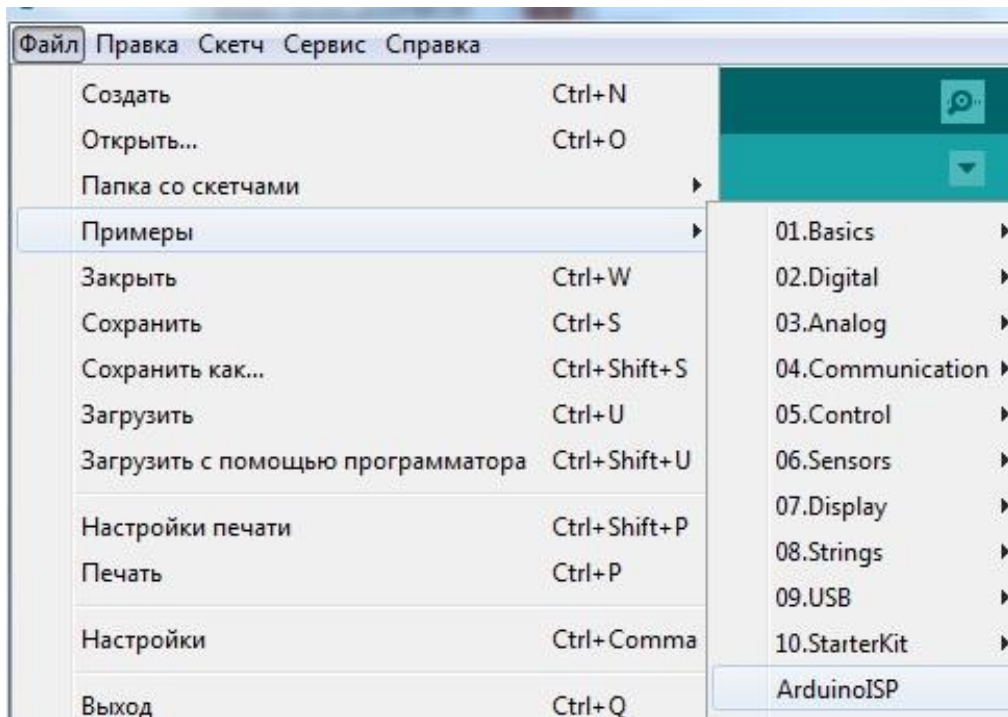 Файл Правка Скетч Сервис Справка
Создать Ctrl+N
Открыть... Ctrl+O
Папка со скетчами
Примеры
Закрыть Ctrl+W
Сохранить Ctrl+S
Сохранить как... Ctrl+Shift+S
Загрузить Ctrl+U
Загрузить с помощью программатора Ctrl+Shift+U
Настройки печати Ctrl+Shift+P
Печать Ctrl+P
Настройки Ctrl+Comma
Выход Ctrl+Q
01.Basics
02.Digital
03.Analog
04.Communication
05.Control
06.Sensors
07.Display
08.Strings
09.USB
10.StarterKit
ArduinoISP